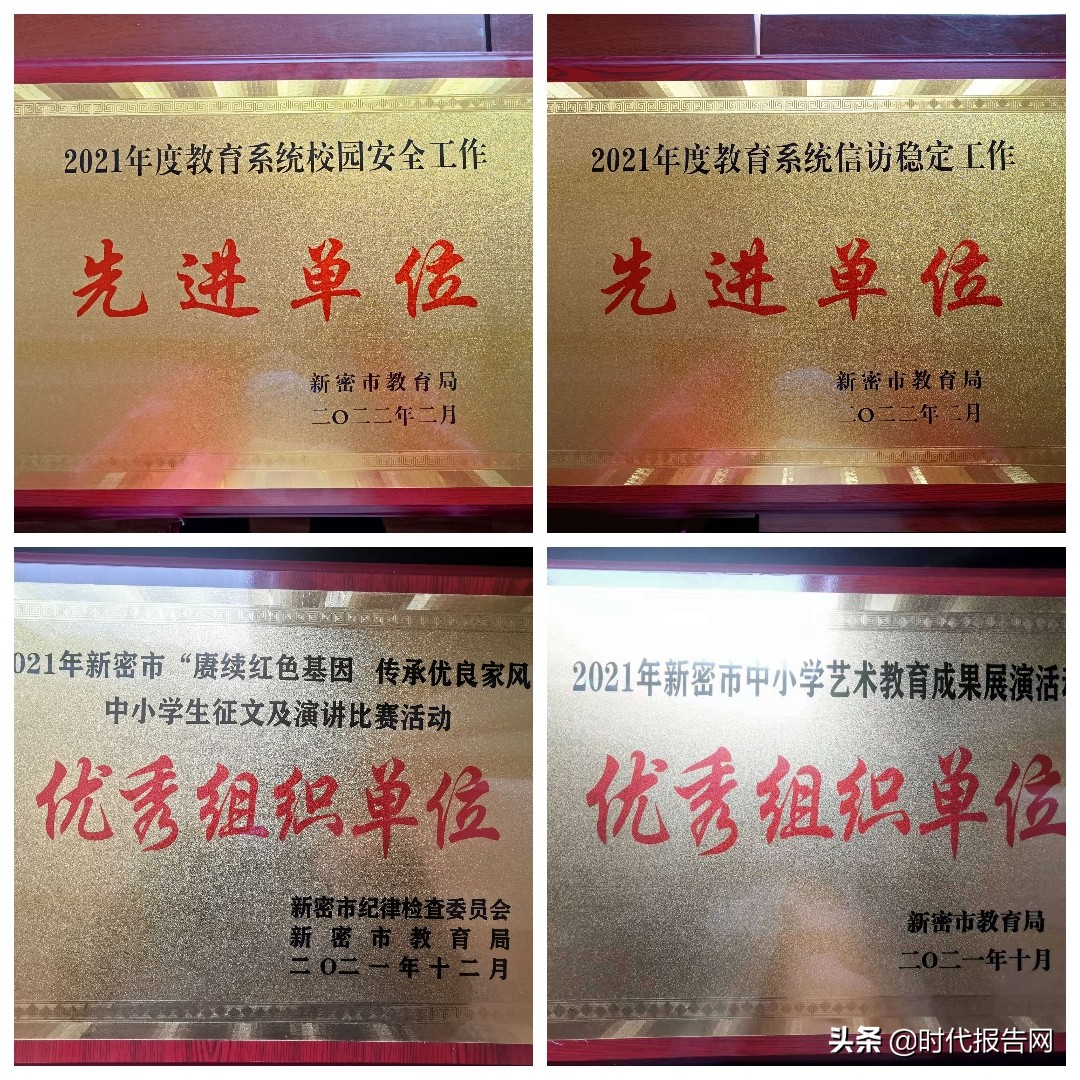 2021年度教育系统校园安全工作
先进单位
新密市教育局
二〇二二年二月
2021年度教育系统信访稳定工作
先进单位
新密市教育局
二〇二二年二月
021年新密市“赓续红色基因 传承优良家风
中小学生征文及演讲比赛活动
优秀组织单位
新密市纪律检查委员会
新密市教育局
二〇二一年十二月
2021年新密市中小学艺术教育成果展演活动
优秀组织单位
新密市教育局
二〇二一年十月
头条 @时代报告网